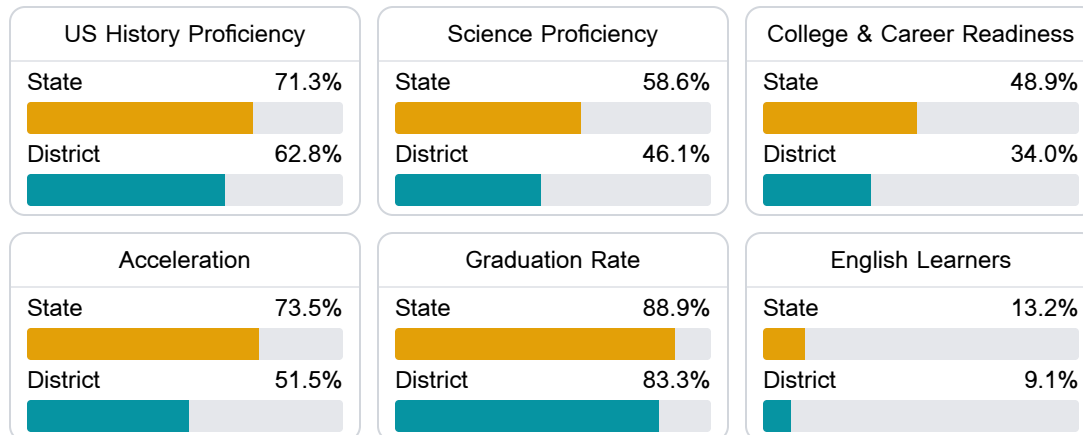 US History Proficiency
State 71.3%
District 62.8%
Science Proficiency
State 58.6%
District 46.1%
College & Career Readiness
State 48.9%
District 34.0%
Acceleration
State 73.5%
District 51.5%
Graduation Rate
State 88.9%
District 83.3%
English Learners
State 13.2%
District 9.1%